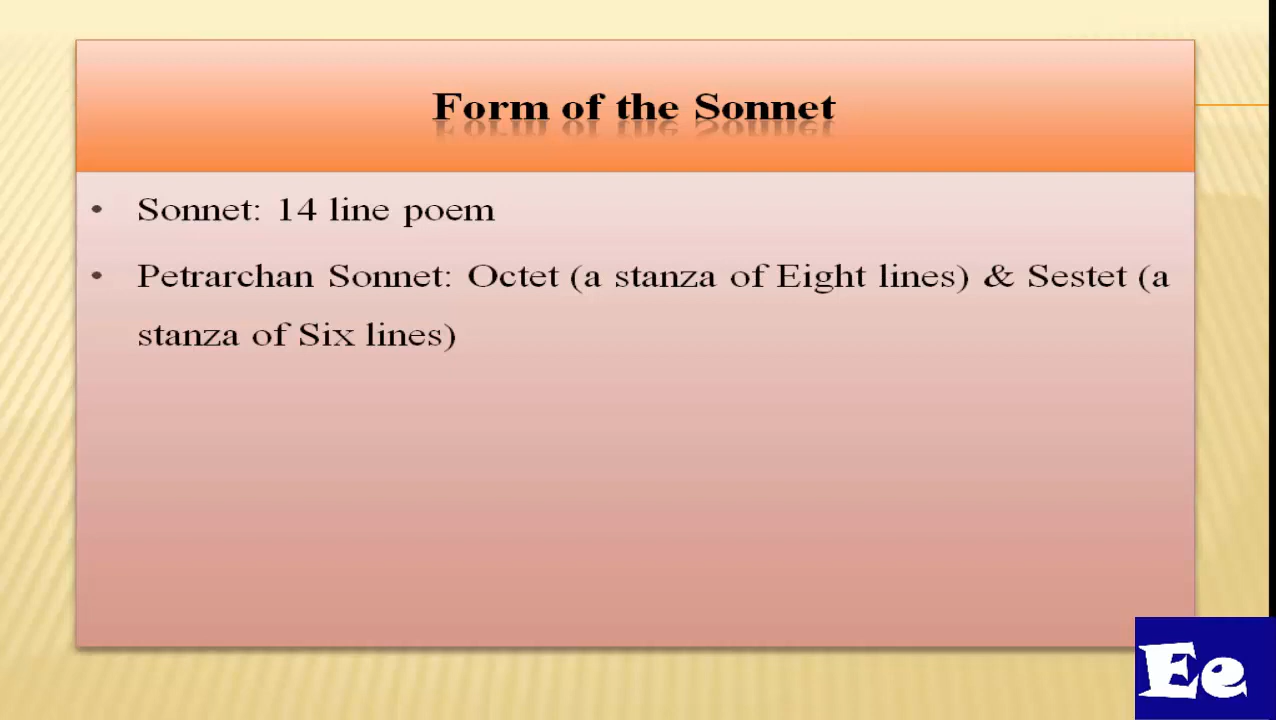 Form of the Sonnet
• Sonnet: 14 line poem
• Petrarchan Sonnet: Octet (a stanza of Eight lines) & Sestet (a
stanza of Six lines)
Ee